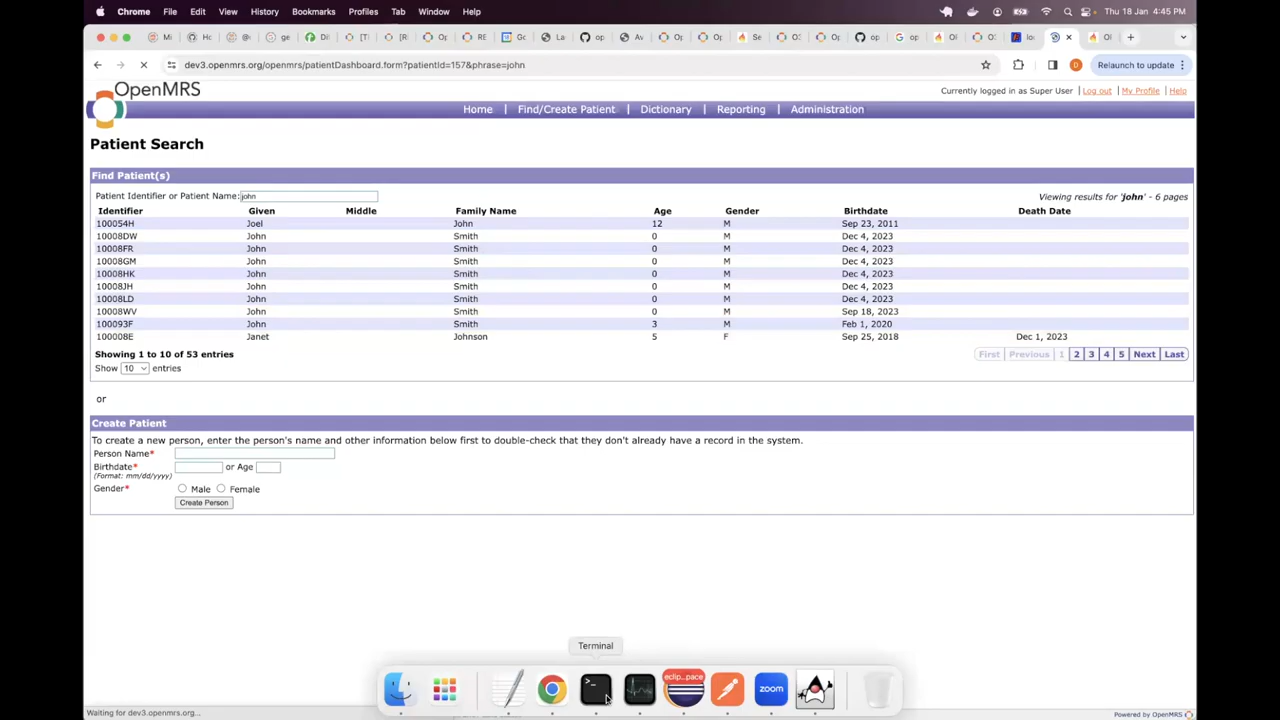 Chrome File Edit View History Bookmarks Profiles Tab Window Help Thu 18 Jan 4:45 PM
dev3.openmrs.org/openmrs/patientDashboard.form?patientId=157&phrase=john Relaunch to update
OpenMRS Currently logged in as Super User | Log out | My Profile | Help
Home | Find/Create Patient | Dictionary | Reporting | Administration
Patient Search
Find Patient(s)
Patient Identifier or Patient Name: john Viewing results for 'john' - 6 pages
Identifier Given Middle Family Name Age Gender Birthdate Death Date
100054H Joel John 12 M Sep 23, 2011
10008DW John Smith 0 M Dec 4, 2023
10008FR John Smith 0 M Dec 4, 2023
10008GM John Smith 0 M Dec 4, 2023
10008HK John Smith 0 M Dec 4, 2023
10008JH John Smith 0 M Dec 4, 2023
10008LD John Smith 0 M Dec 4, 2023
10008WV John Smith 0 M Sep 18, 2023
100093F John Smith 3 M Feb 1, 2020
100008E Janet Johnson 5 F Sep 25, 2018 Dec 1, 2023
Showing 1 to 10 of 53 entries First Previous 1 2 3 4 5 Next Last
Show 10 entries
or
Create Patient
To create a new person, enter the person's name and other information below first to double-check that they don't already have a record in the system.
Person Name*
Birthdate* or Age
(Format: mm/dd/yyyy)
Gender* Male Female
Create Person
Terminal
eclip...pace
zoom
Waiting for dev3.openmrs.org...
Powered by OpenMRS